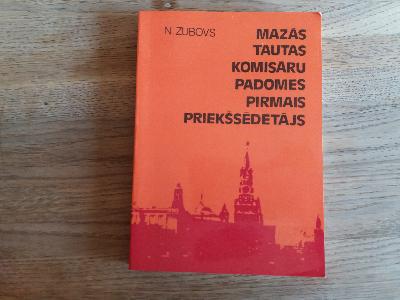 N. ZUBOVS
MAZĀS
TAUTAS
KOMISĀRU
PADOMES
PIRMAIS
PRIEKŠSĒDĒTĀJS